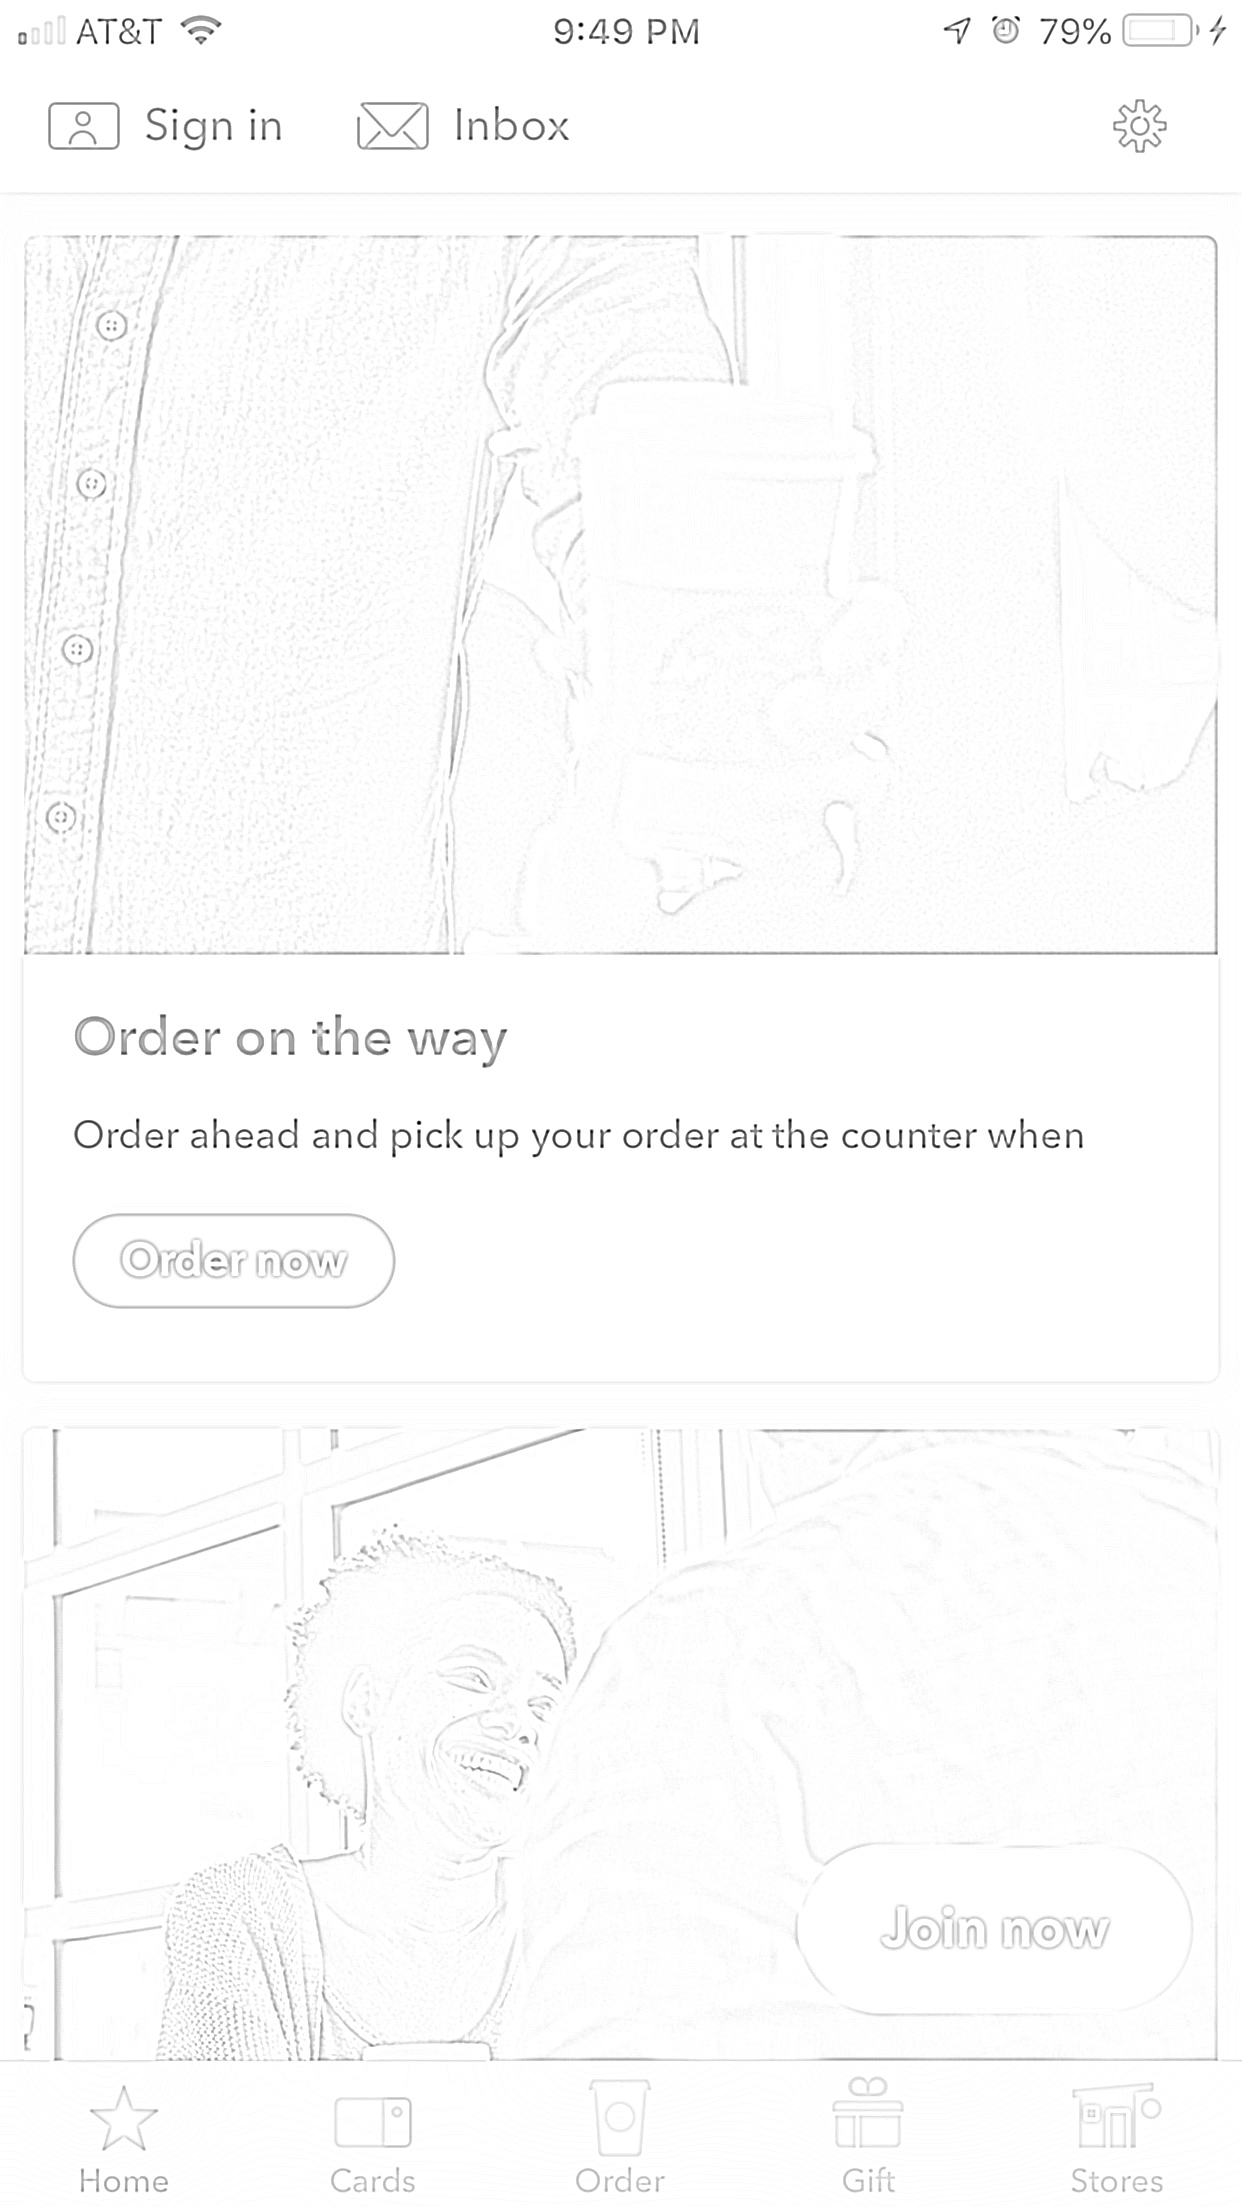 AT&T 9:49 PM 79%
Sign in Inbox
Order on the way
Order ahead and pick up your order at the counter when
Order now
Join now
Home Cards Order Gift Stores